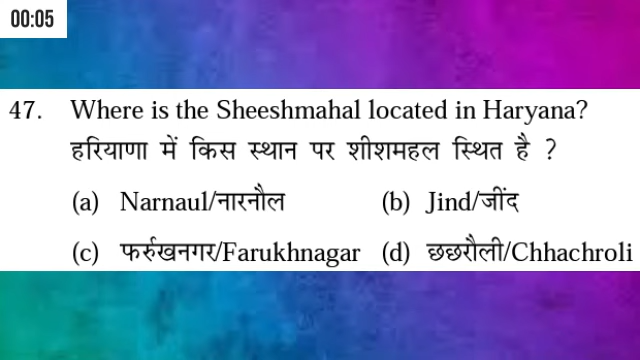 00:05
47. Where is the Sheeshmahal located in Haryana?
हरियाणा में किस स्थान पर शीशमहल स्थित है ?
(a) Narnaul/नारनौल (b) Jind/जींद
(c) फर्रुखनगर/Farukhnagar (d) छछरौली/Chhachroli